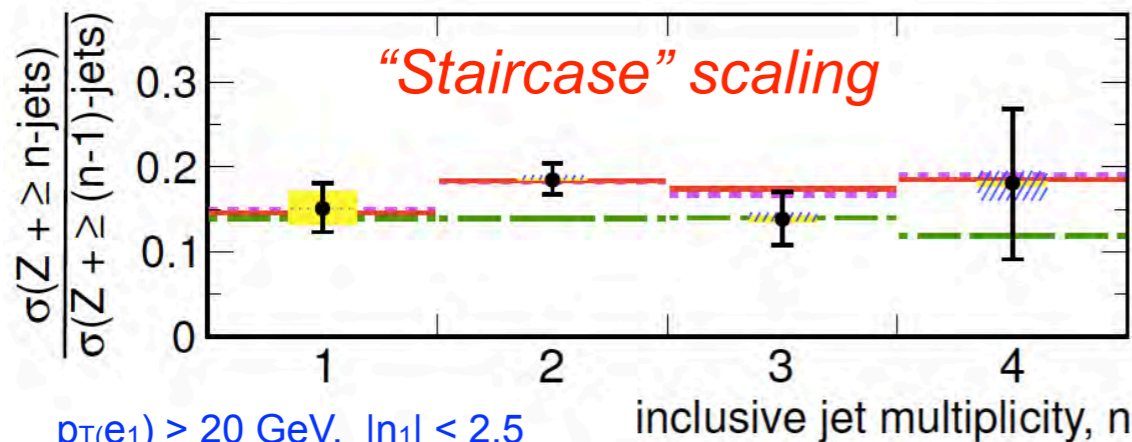 σ(Z + ≥ n-jets)
σ(Z + ≥ (n-1)-jets)
"Staircase" scaling
0.3
0.2
0.1
0
1 2 3 4
inclusive jet multiplicity, n
pT(e1) > 20 GeV, |η1| < 2.5